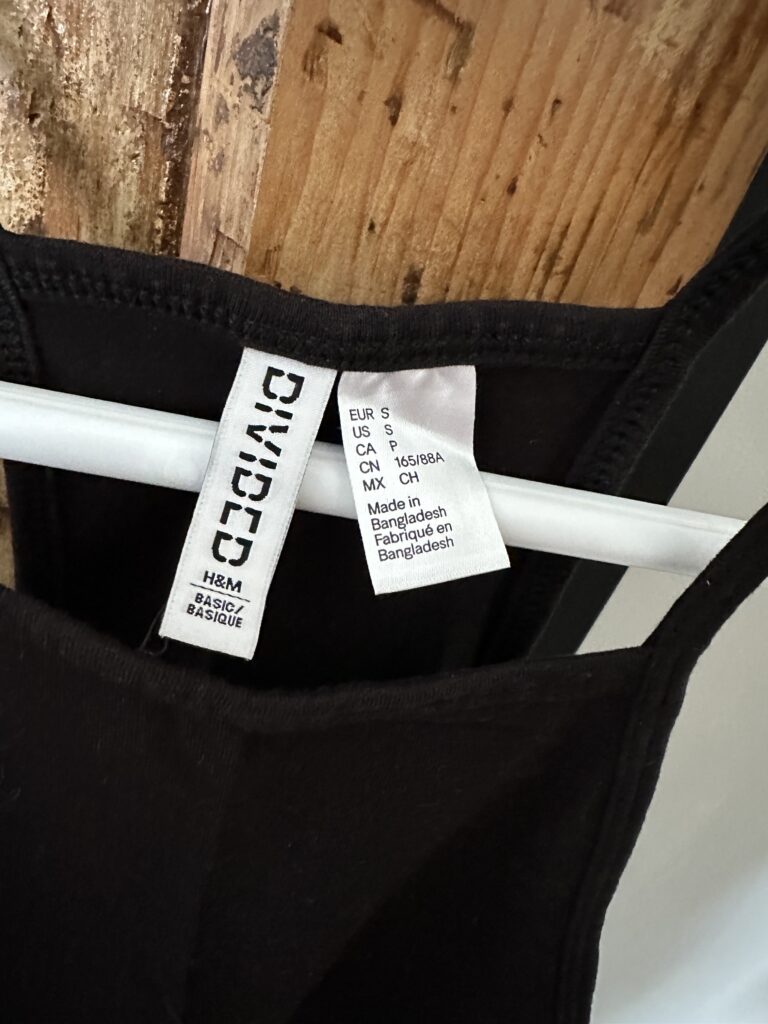 DIVIDED
H&M
BASIC/
BASIQUE
EUR S
US S
CA P
CN 165/88A
MX CH
Made in
Bangladesh
Fabriqué en
Bangladesh